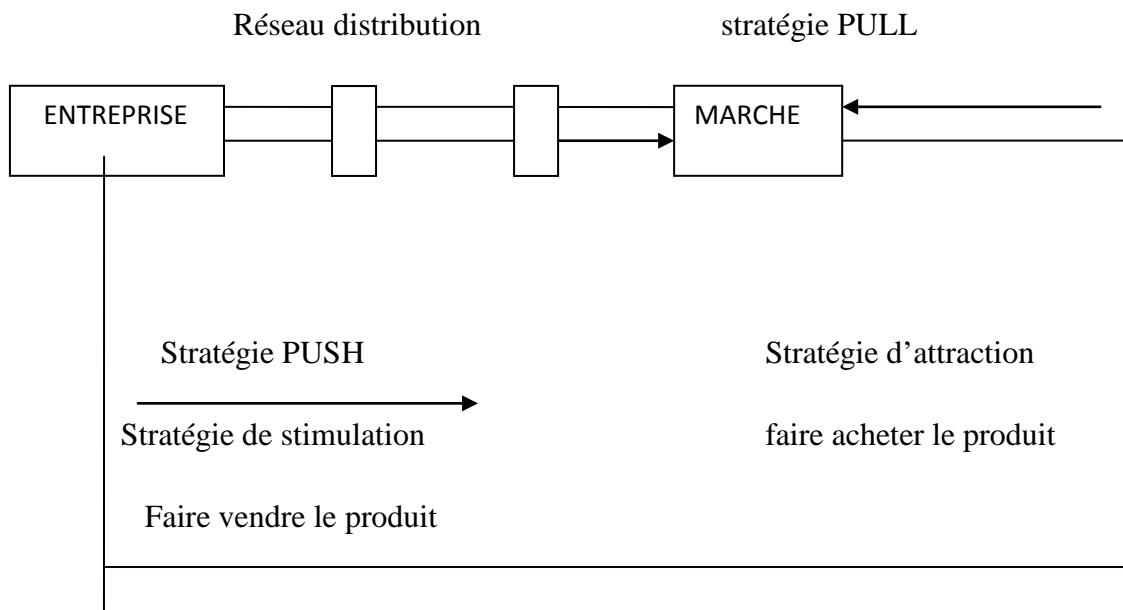 Réseau distribution stratégie PULL
ENTREPRISE MARCHE
Stratégie PUSH Stratégie d’attraction
Stratégie de stimulation faire acheter le produit
Faire vendre le produit